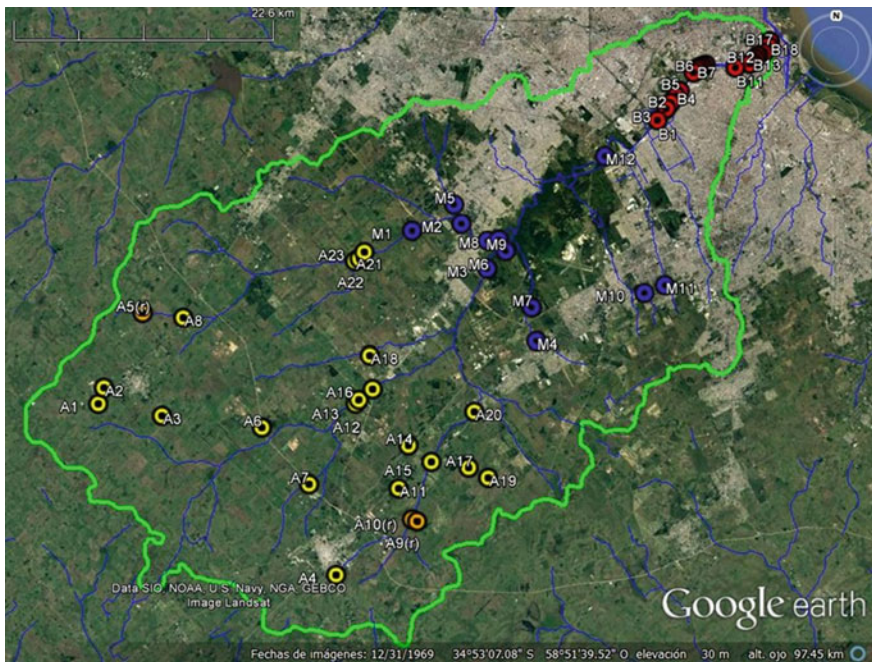 22.6 km
N
B17
B18
B12
B13
B6
B7
B11
B5
B4
B2
B3
B1
M12
M5
M1
M2
M8
M9
A23
A21
M3
M6
A22
M10
M11
A5(r)
A8
M7
M4
A18
A2
A16
A1
A3
A13
A20
A6
A12
A14
A15
A17
A7
A11
A19
A10(r)
A9(r)
A4
Data SIO, NOAA, U.S. Navy, NGA, GEBCO
Image Landsat
Google earth
Fechas de imágenes: 12/31/1969 34°53'07.08" S 58°51'39.52" O elevación 30 m alt. ojo 97.45 km